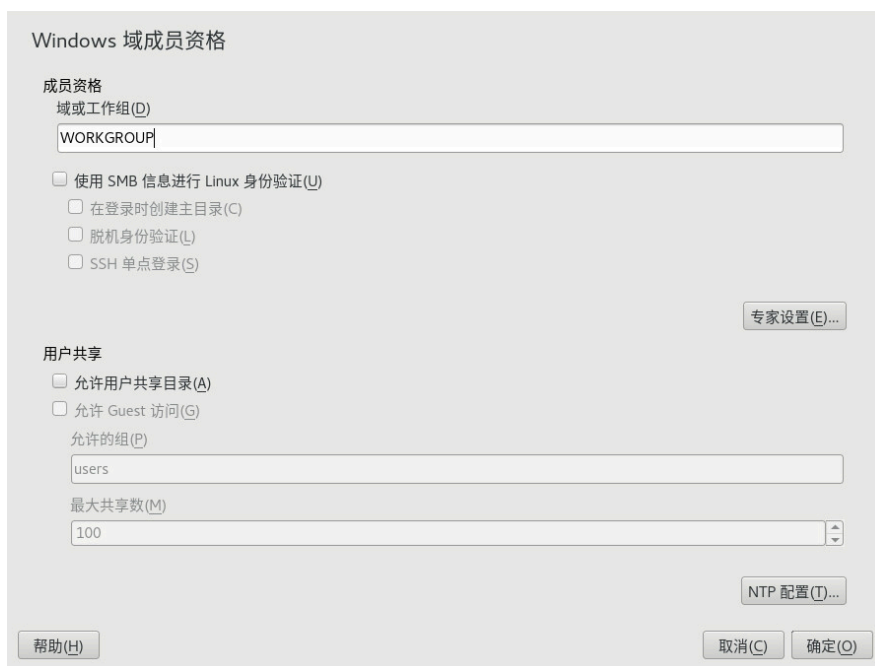 Windows 域成员资格
成员资格
域或工作组(D)
WORKGROUP
使用 SMB 信息进行 Linux 身份验证(U)
在登录时创建主目录(C)
脱机身份验证(L)
SSH 单点登录(S)
专家设置(E)...
用户共享
允许用户共享目录(A)
允许 Guest 访问(G)
允许的组(P)
users
最大共享数(M)
100
NTP 配置(T)...
帮助(H) 取消(C) 确定(O)